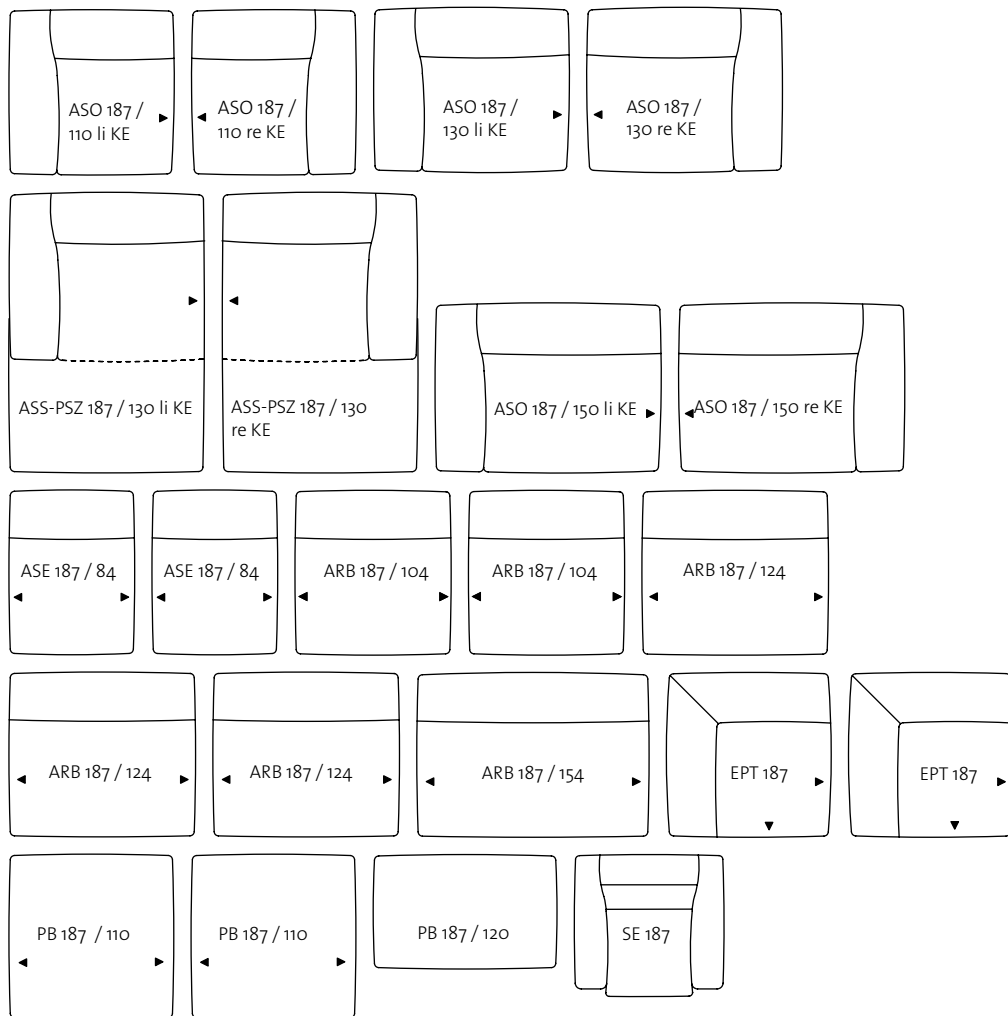 ASO 187 /
110 li KE
ASO 187 /
110 re KE
ASO 187 /
130 li KE
ASO 187 /
130 re KE
ASS-PSZ 187 / 130 li KE
ASS-PSZ 187 / 130
re KE
ASO 187 / 150 li KE
ASO 187 / 150 re KE
ASE 187 / 84
ASE 187 / 84
ARB 187 / 104
ARB 187 / 104
ARB 187 / 124
ARB 187 / 124
ARB 187 / 124
ARB 187 / 154
EPT 187
EPT 187
PB 187 / 110
PB 187 / 110
PB 187 / 120
SE 187